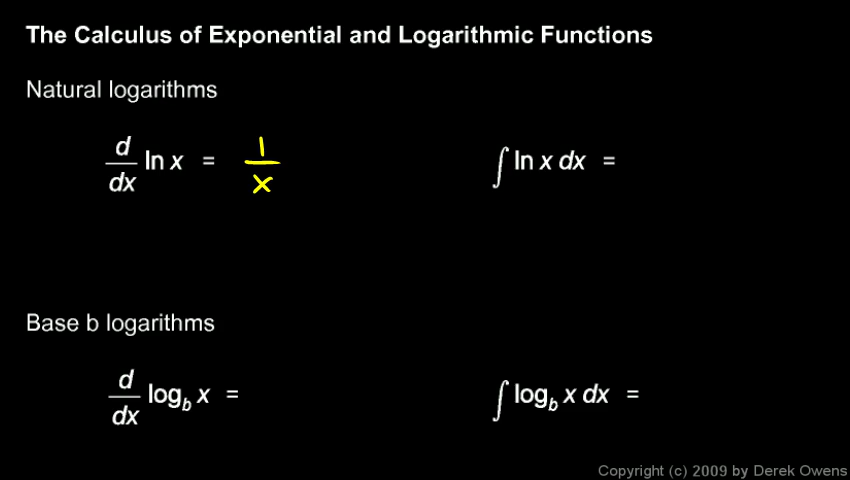 The Calculus of Exponential and Logarithmic Functions
Natural logarithms
d/dx ln x = 1/x
∫ ln x dx =
Base b logarithms
d/dx log_b x =
∫ log_b x dx =
Copyright (c) 2009 by Derek Owens